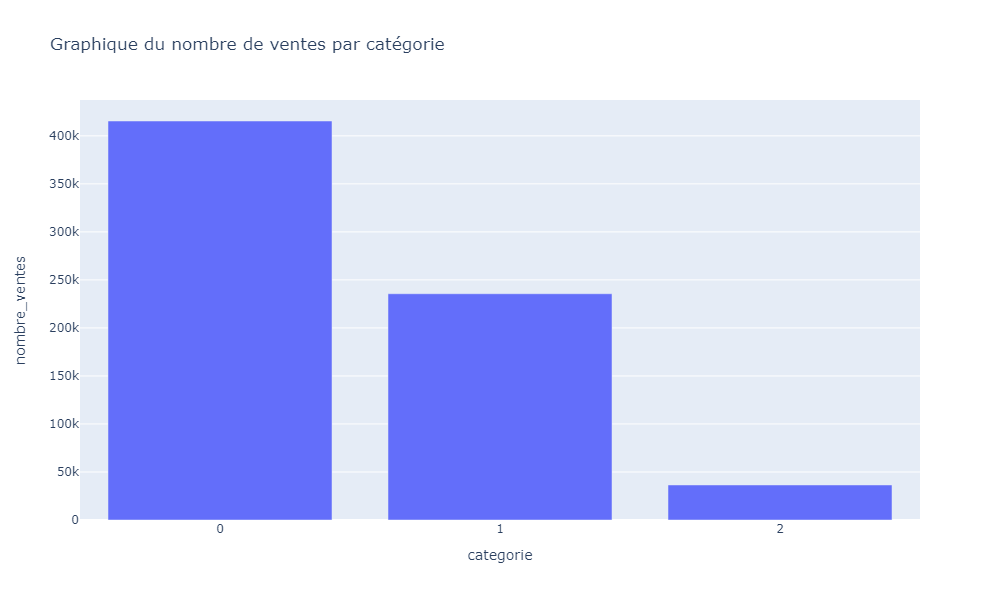 Graphique du nombre de ventes par catégorie
400k
350k
300k
250k
200k
150k
100k
50k
0
nombre_ventes
0
1
2
categorie